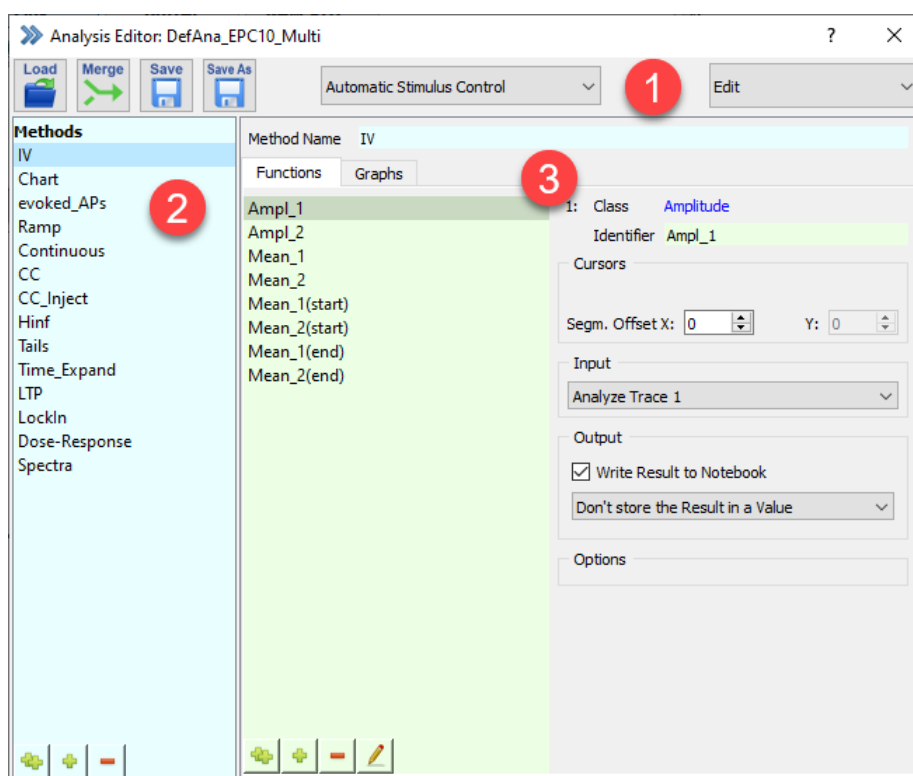 Analysis Editor: DefAna_EPC10_Multi ?
Load Merge Save Save As Automatic Stimulus Control 1 Edit
Methods
IV
Chart
evoked_APs
Ramp
Continuous
CC
CC_Inject
Hinf
Tails
Time_Expand
LTP
LockIn
Dose-Response
Spectra
2
Method Name IV
Functions Graphs
3
Ampl_1
Ampl_2
Mean_1
Mean_2
Mean_1(start)
Mean_2(start)
Mean_1(end)
Mean_2(end)
1: Class Amplitude
Identifier Ampl_1
Cursors
Segm. Offset X: 0 Y: 0
Input
Analyze Trace 1
Output
Write Result to Notebook
Don't store the Result in a Value
Options